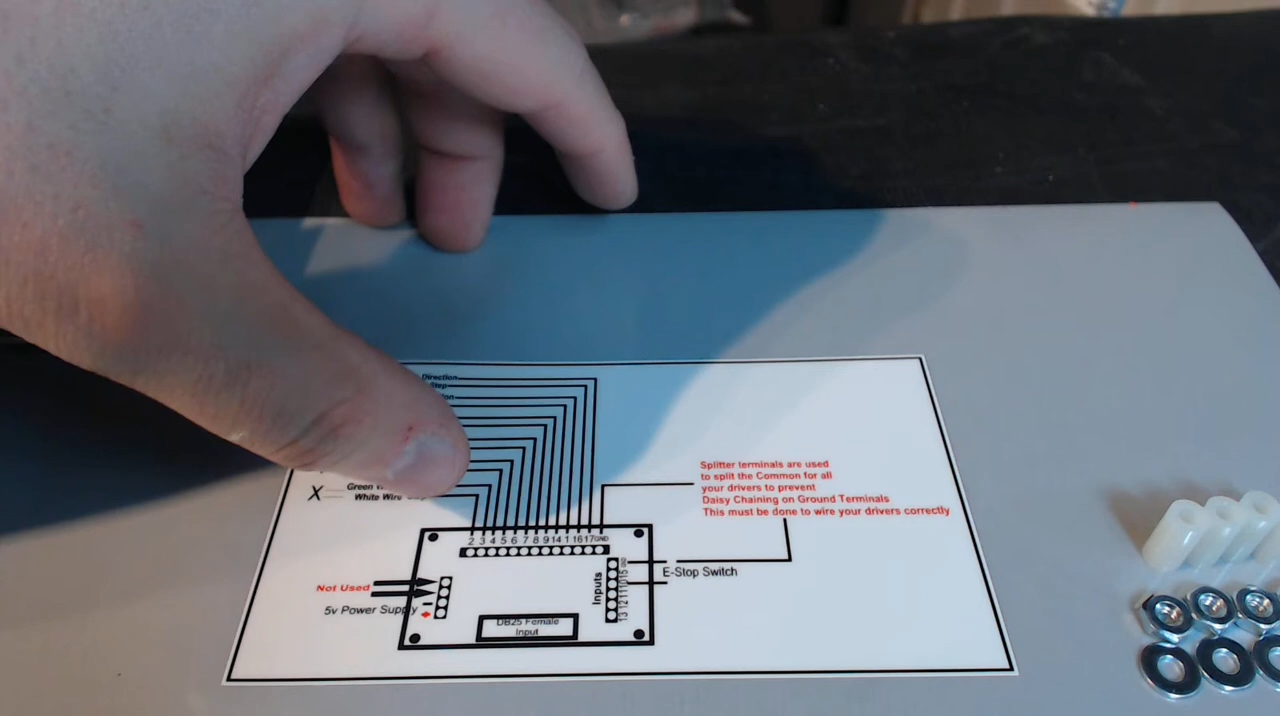 Direction
Step
X
Green
White Wire
Splitter terminals are used
to split the Common for all
your drivers to prevent
Daisy Chaining on Ground Terminals
This must be done to wire your drivers correctly
2 3 4 5 6 7 8 9 14 1 16 17 GND
E-Stop Switch
Inputs
13 12 11 10 15
Not Used
5v Power Supply
- +
DB25 Female
Input